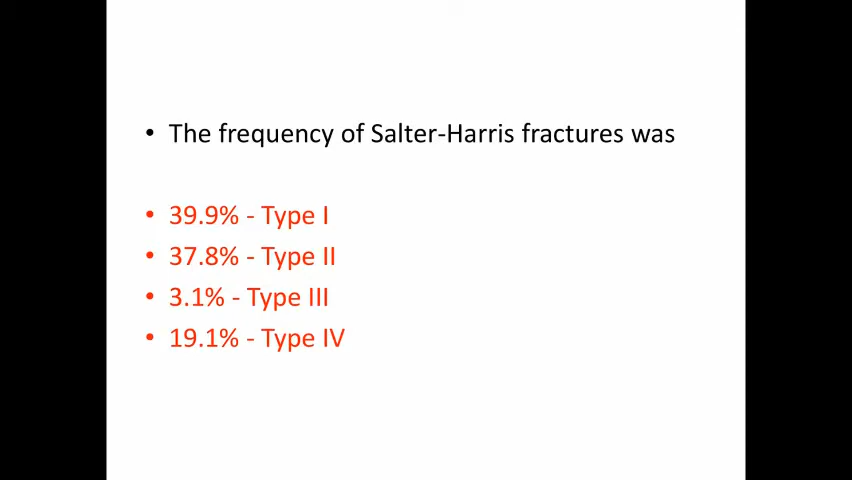 • The frequency of Salter-Harris fractures was
• 39.9% - Type I
• 37.8% - Type II
• 3.1% - Type III
• 19.1% - Type IV